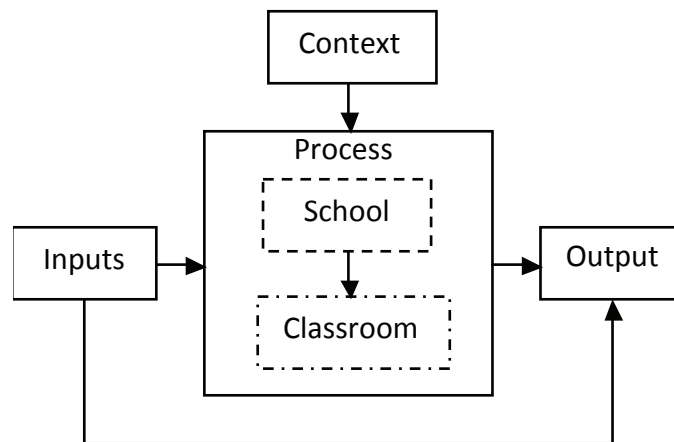 Context
Process
School
Inputs
Output
Classroom